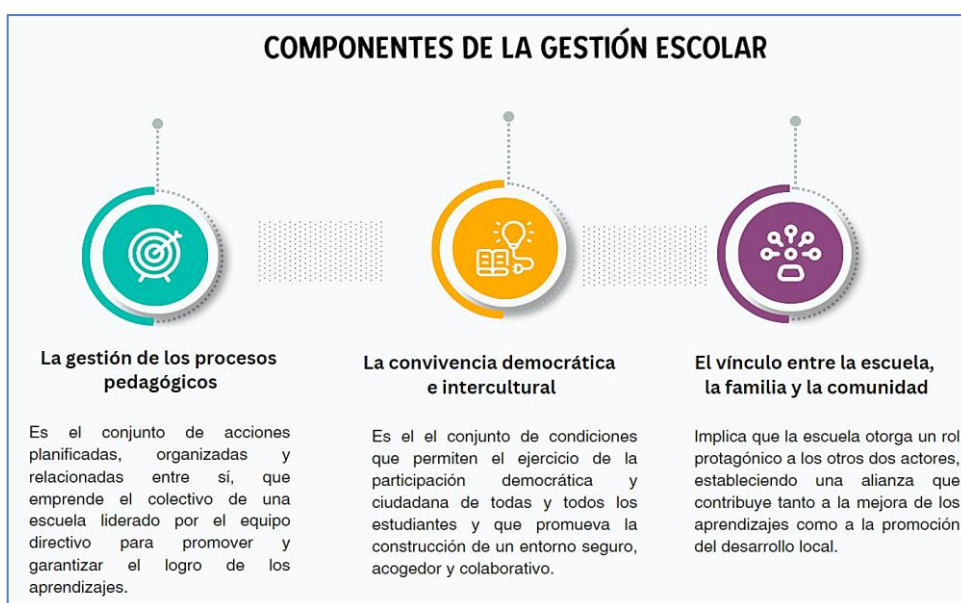 COMPONENTES DE LA GESTIÓN ESCOLAR
La gestión de los procesos
pedagógicos
Es el conjunto de acciones
planificadas, organizadas y
relacionadas entre sí, que
emprende el colectivo de una
escuela liderado por el equipo
directivo para promover y
garantizar el logro de los
aprendizajes.
La convivencia democrática
e intercultural
Es el el conjunto de condiciones
que permiten el ejercicio de la
participación democrática y
ciudadana de todas y todos los
estudiantes y que promueva la
construcción de un entorno seguro,
acogedor y colaborativo.
El vínculo entre la escuela,
la familia y la comunidad
Implica que la escuela otorga un rol
protagónico a los otros dos actores,
estableciendo una alianza que
contribuye tanto a la mejora de los
aprendizajes como a la promoción
del desarrollo local.